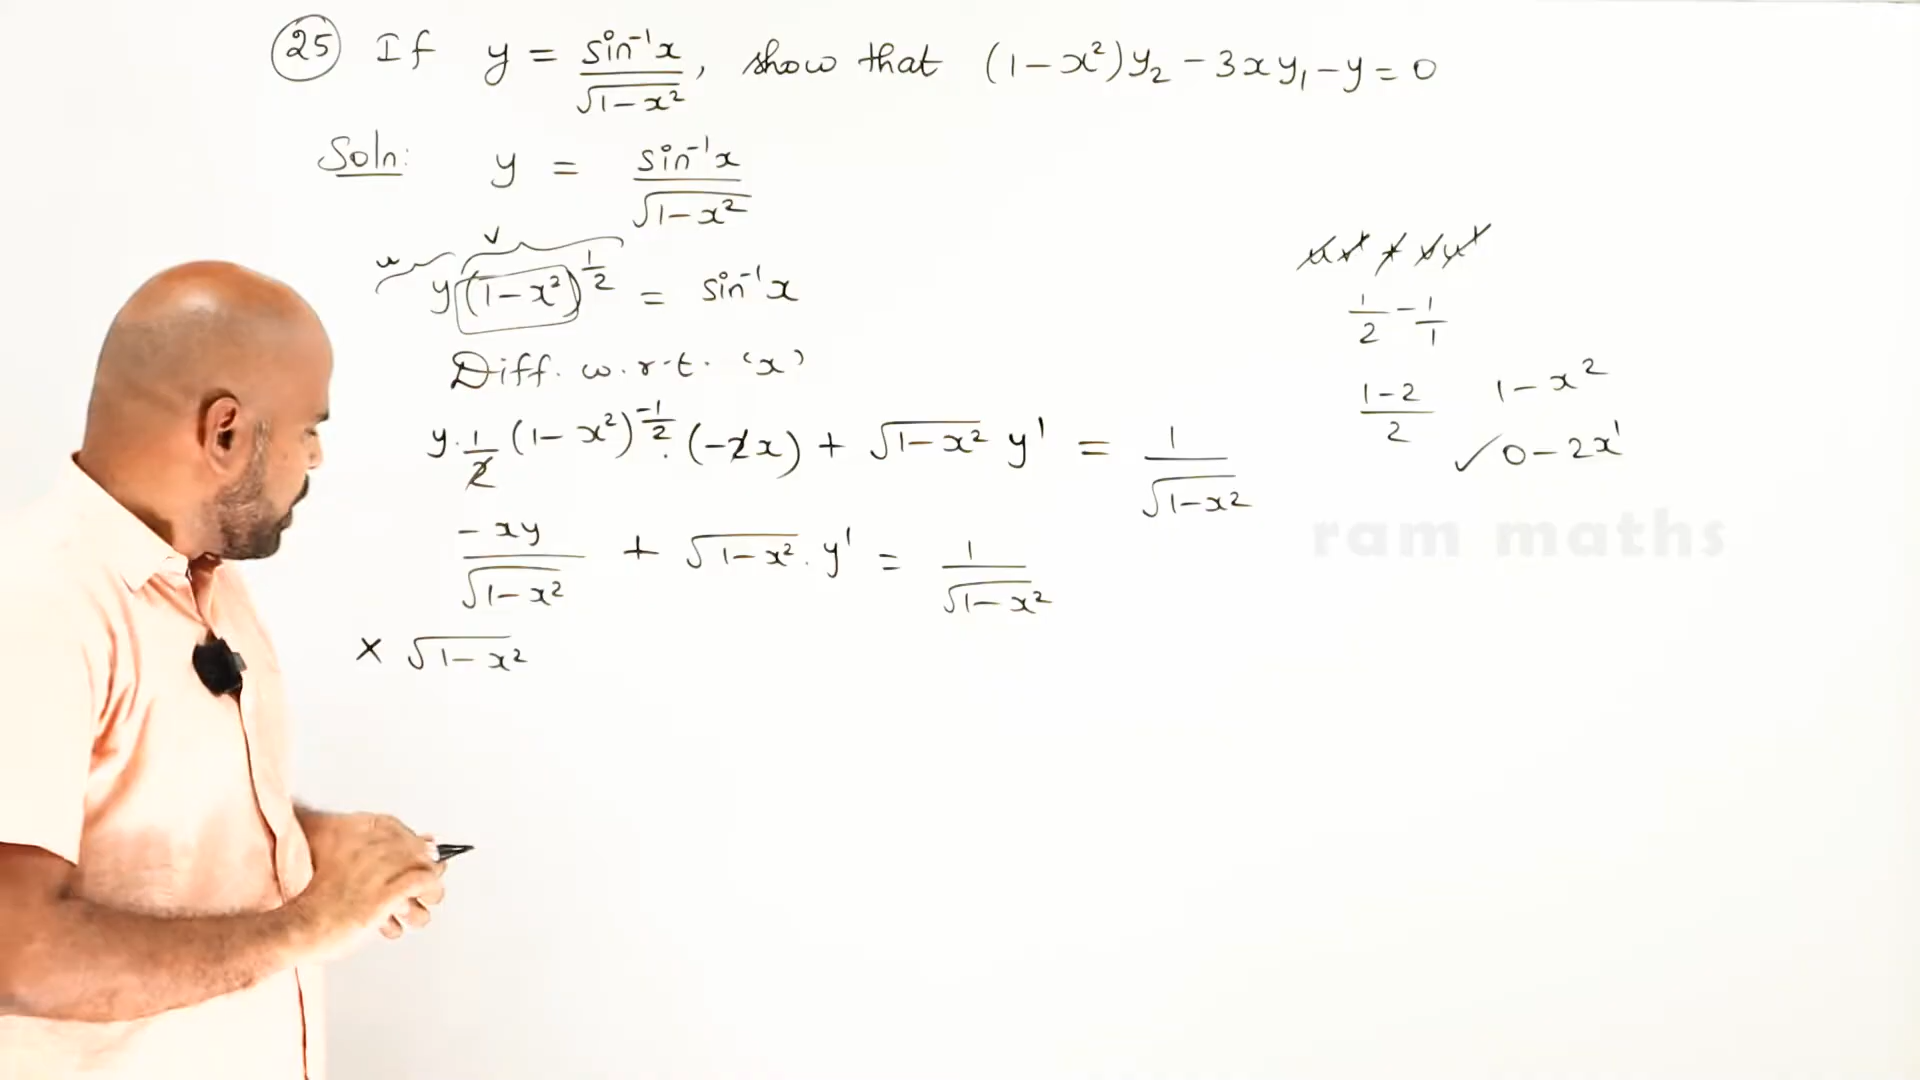 25 If y = sin⁻¹x / √(1-x²), show that (1-x²)y₂ - 3xy₁ - y = 0
Soln: y = sin⁻¹x / √(1-x²)
u v
y(1-x²)^(1/2) = sin⁻¹x
Diff. w.r.t. 'x'
y. 1/2 (1-x²)^(-1/2) . (-2x) + √(1-x²) y' = 1/√(1-x²)
-xy/√(1-x²) + √(1-x²) . y' = 1/√(1-x²)
× √(1-x²)
uv' + vu'
1/2 - 1/1
(1-2)/2
1-x²
✓ 0-2x¹
ram maths